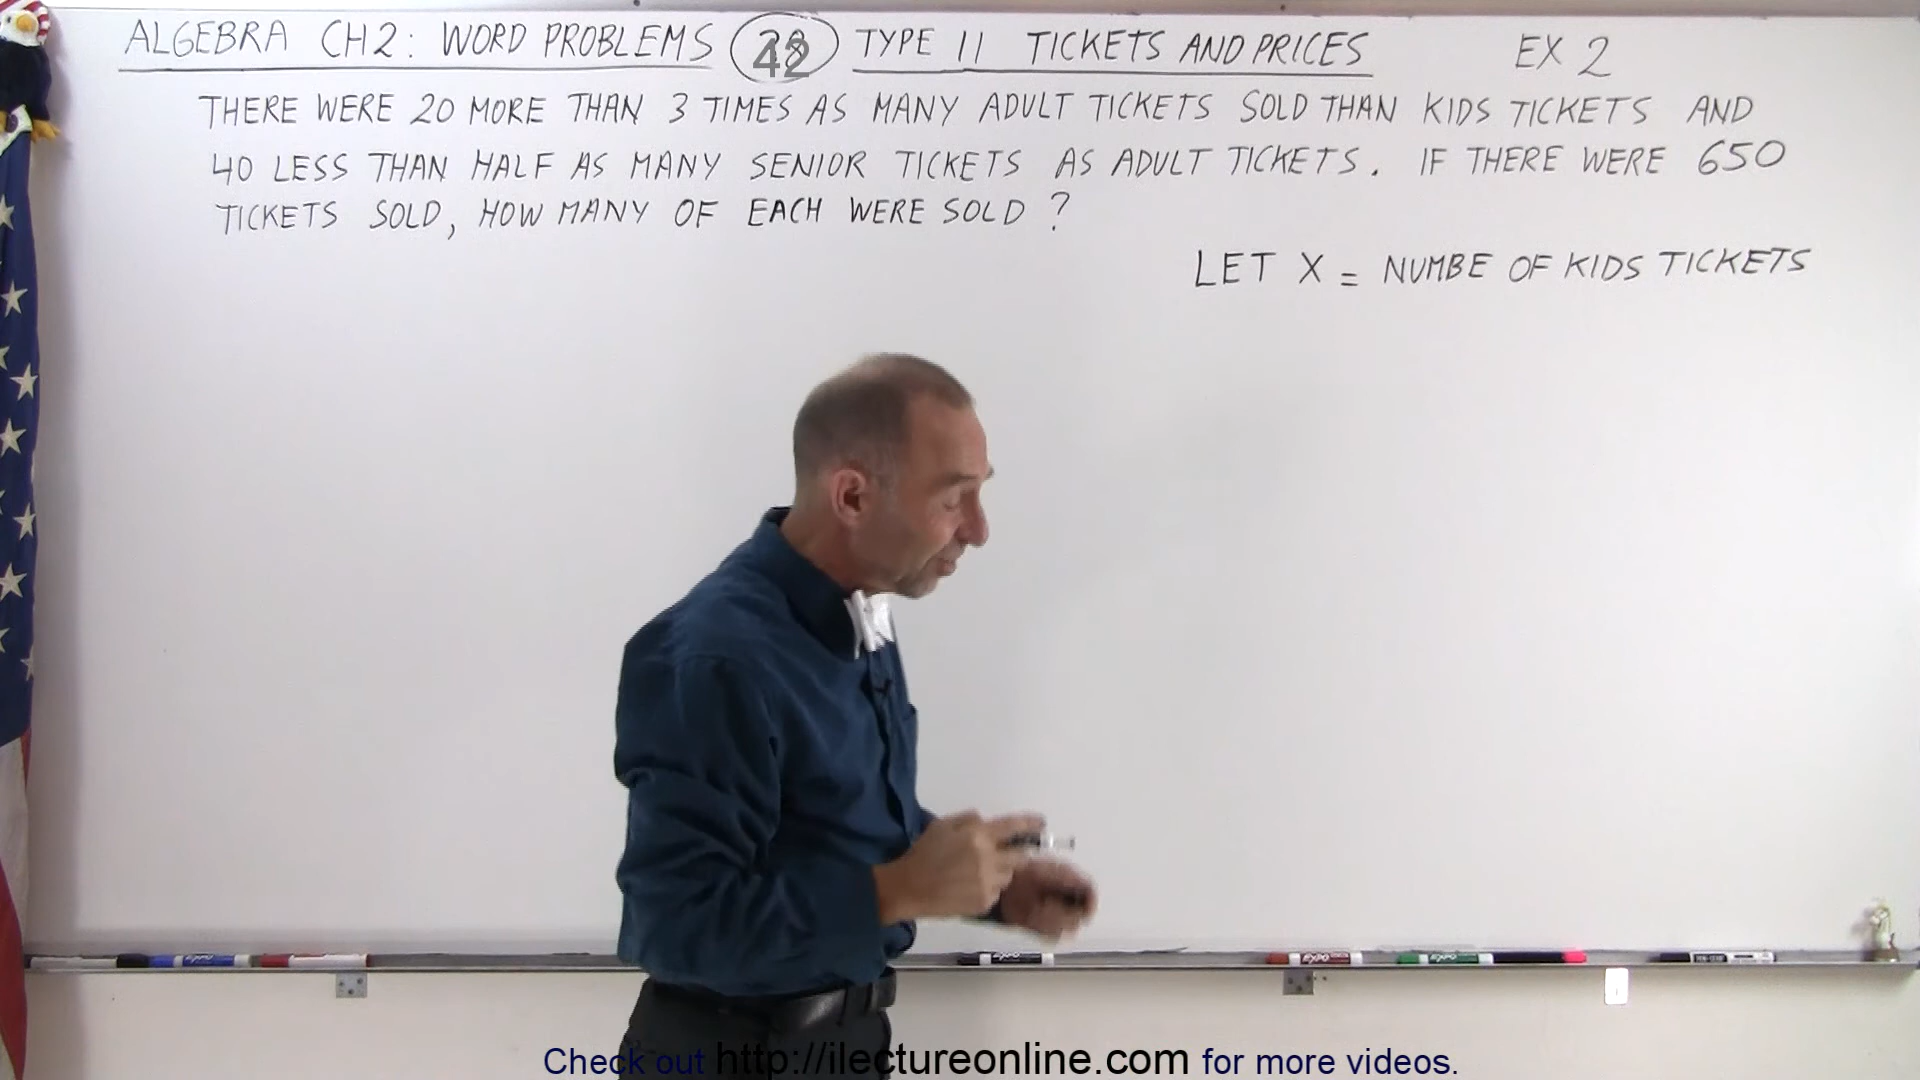 ALGEBRA CH2: WORD PROBLEMS 42 TYPE 11 TICKETS AND PRICES EX 2
THERE WERE 20 MORE THAN 3 TIMES AS MANY ADULT TICKETS SOLD THAN KIDS TICKETS AND
40 LESS THAN HALF AS MANY SENIOR TICKETS AS ADULT TICKETS. IF THERE WERE 650
TICKETS SOLD, HOW MANY OF EACH WERE SOLD ?
LET X = NUMBE OF KIDS TICKETS
Check out http://ilectureonline.com for more videos.